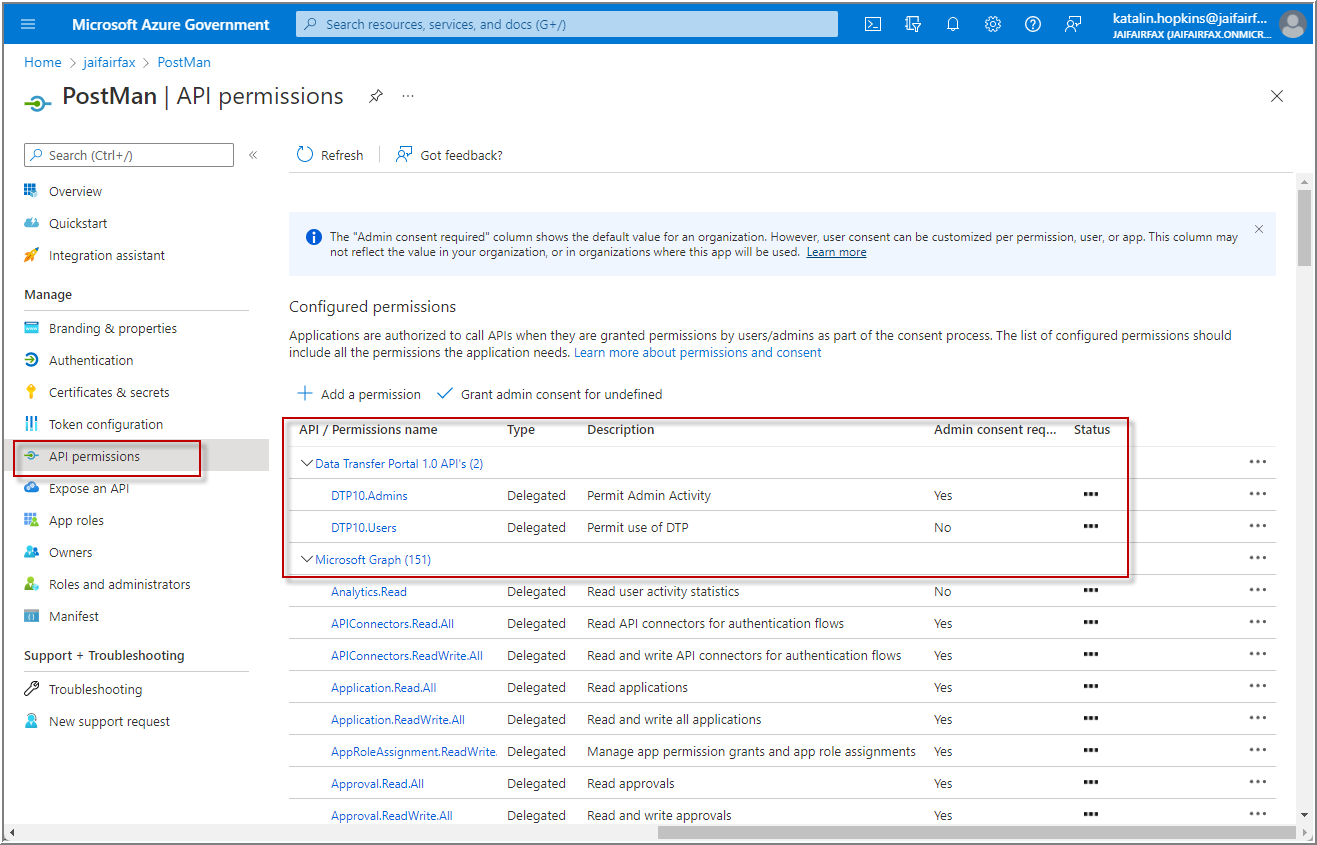 Microsoft Azure Government
Search resources, services, and docs (G+/)
katalin.hopkins@jaifairf...
JAIFAIRFAX (JAIFAIRFAX.ONMICR...
Home > jaifairfax > PostMan
PostMan | API permissions
Search (Ctrl+/)
Overview
Quickstart
Integration assistant
Manage
Branding & properties
Authentication
Certificates & secrets
Token configuration
API permissions
Expose an API
App roles
Owners
Roles and administrators
Manifest
Support + Troubleshooting
Troubleshooting
New support request
Refresh
Got feedback?
The "Admin consent required" column shows the default value for an organization. However, user consent can be customized per permission, user, or app. This column may
not reflect the value in your organization, or in organizations where this app will be used. Learn more
Configured permissions
Applications are authorized to call APIs when they are granted permissions by users/admins as part of the consent process. The list of configured permissions should
include all the permissions the application needs. Learn more about permissions and consent
Add a permission Grant admin consent for undefined
API / Permissions name Type Description Admin consent req... Status
Data Transfer Portal 1.0 API's (2)
DTP10.Admins Delegated Permit Admin Activity Yes
DTP10.Users Delegated Permit use of DTP No
Microsoft Graph (151)
Analytics.Read Delegated Read user activity statistics No
APIConnectors.Read.All Delegated Read API connectors for authentication flows Yes
APIConnectors.ReadWrite.All Delegated Read and write API connectors for authentication flows Yes
Application.Read.All Delegated Read applications Yes
Application.ReadWrite.All Delegated Read and write all applications Yes
AppRoleAssignment.ReadWrite. Delegated Manage app permission grants and app role assignments Yes
Approval.Read.All Delegated Read approvals Yes
Approval.ReadWrite.All Delegated Read and write approvals Yes